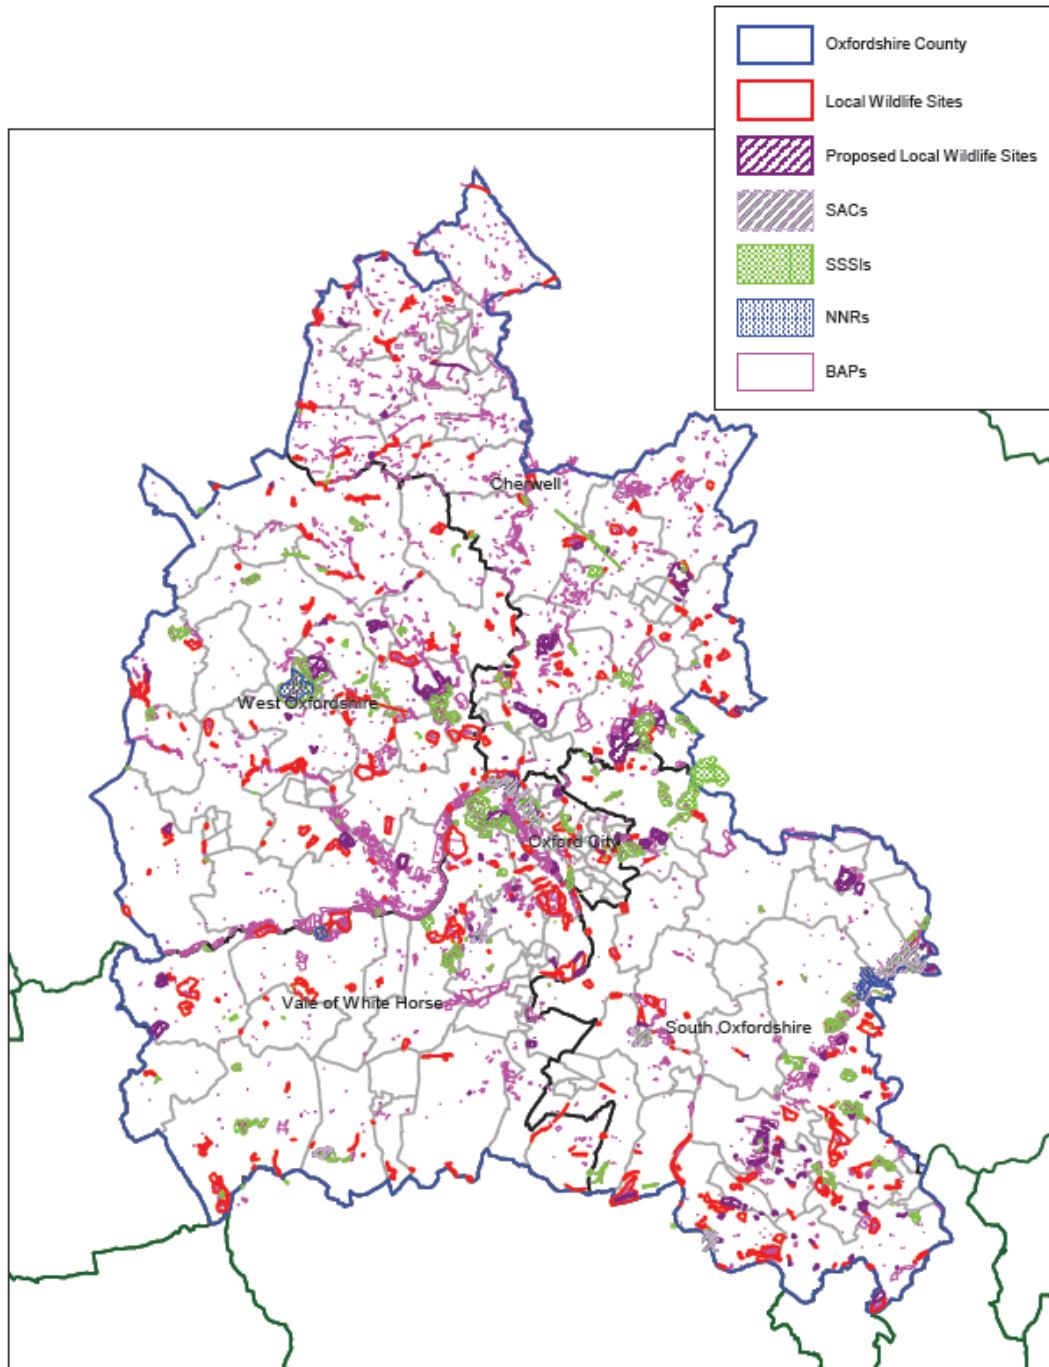 Oxfordshire County
Local Wildlife Sites
Proposed Local Wildlife Sites
SACs
SSSIs
NNRs
BAPs
Cherwell
West Oxfordshire
Oxford City
Vale of White Horse
South Oxfordshire